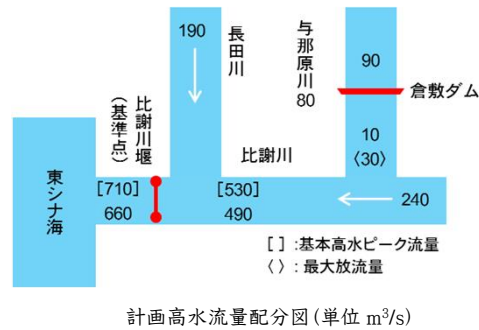 190
長田川
与那原川
80
90
倉敷ダム
比謝川堰
(基準点)
比謝川
10
〈30〉
東シナ海
[710]
660
[530]
490
240
[ ]:基本高水ピーク流量
〈 〉:最大放流量
計画高水流量配分図(単位 m³/s)